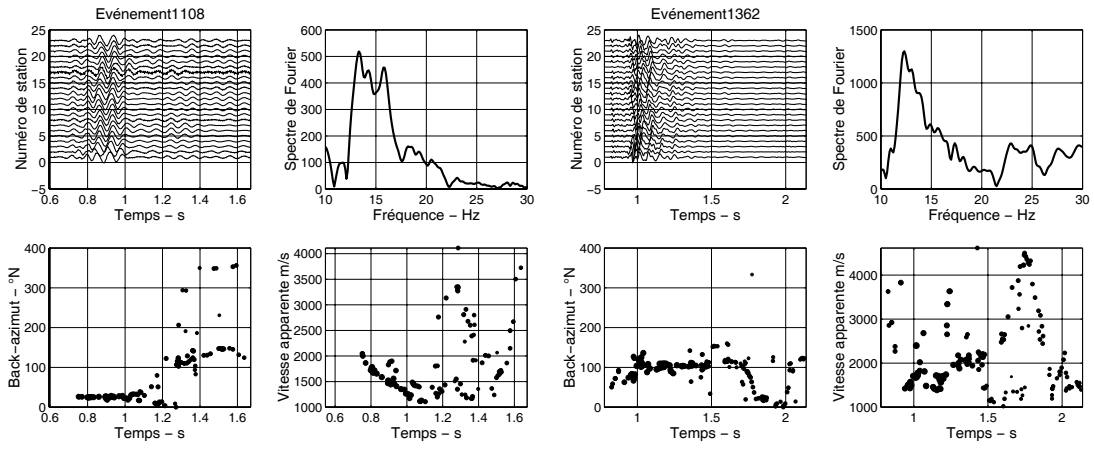 Evénement1108
Numéro de station
25
20
15
10
5
0
−5
0.6 0.8 1 1.2 1.4 1.6
Temps − s
Spectre de Fourier
600
500
400
300
200
100
0
10 15 20 25 30
Fréquence − Hz
Evénement1362
Numéro de station
25
20
15
10
5
0
−5
1 1.5 2
Temps − s
Spectre de Fourier
1500
1000
500
0
10 15 20 25 30
Fréquence − Hz
Back−azimut − °N
400
300
200
100
0
0.6 0.8 1 1.2 1.4 1.6
Temps − s
Vitesse apparente m/s
4000
3500
3000
2500
2000
1500
1000
0.6 0.8 1 1.2 1.4 1.6
Temps − s
Back−azimut − °N
400
300
200
100
0
1 1.5 2
Temps − s
Vitesse apparente m/s
4000
3000
2000
1000
1 1.5 2
Temps − s